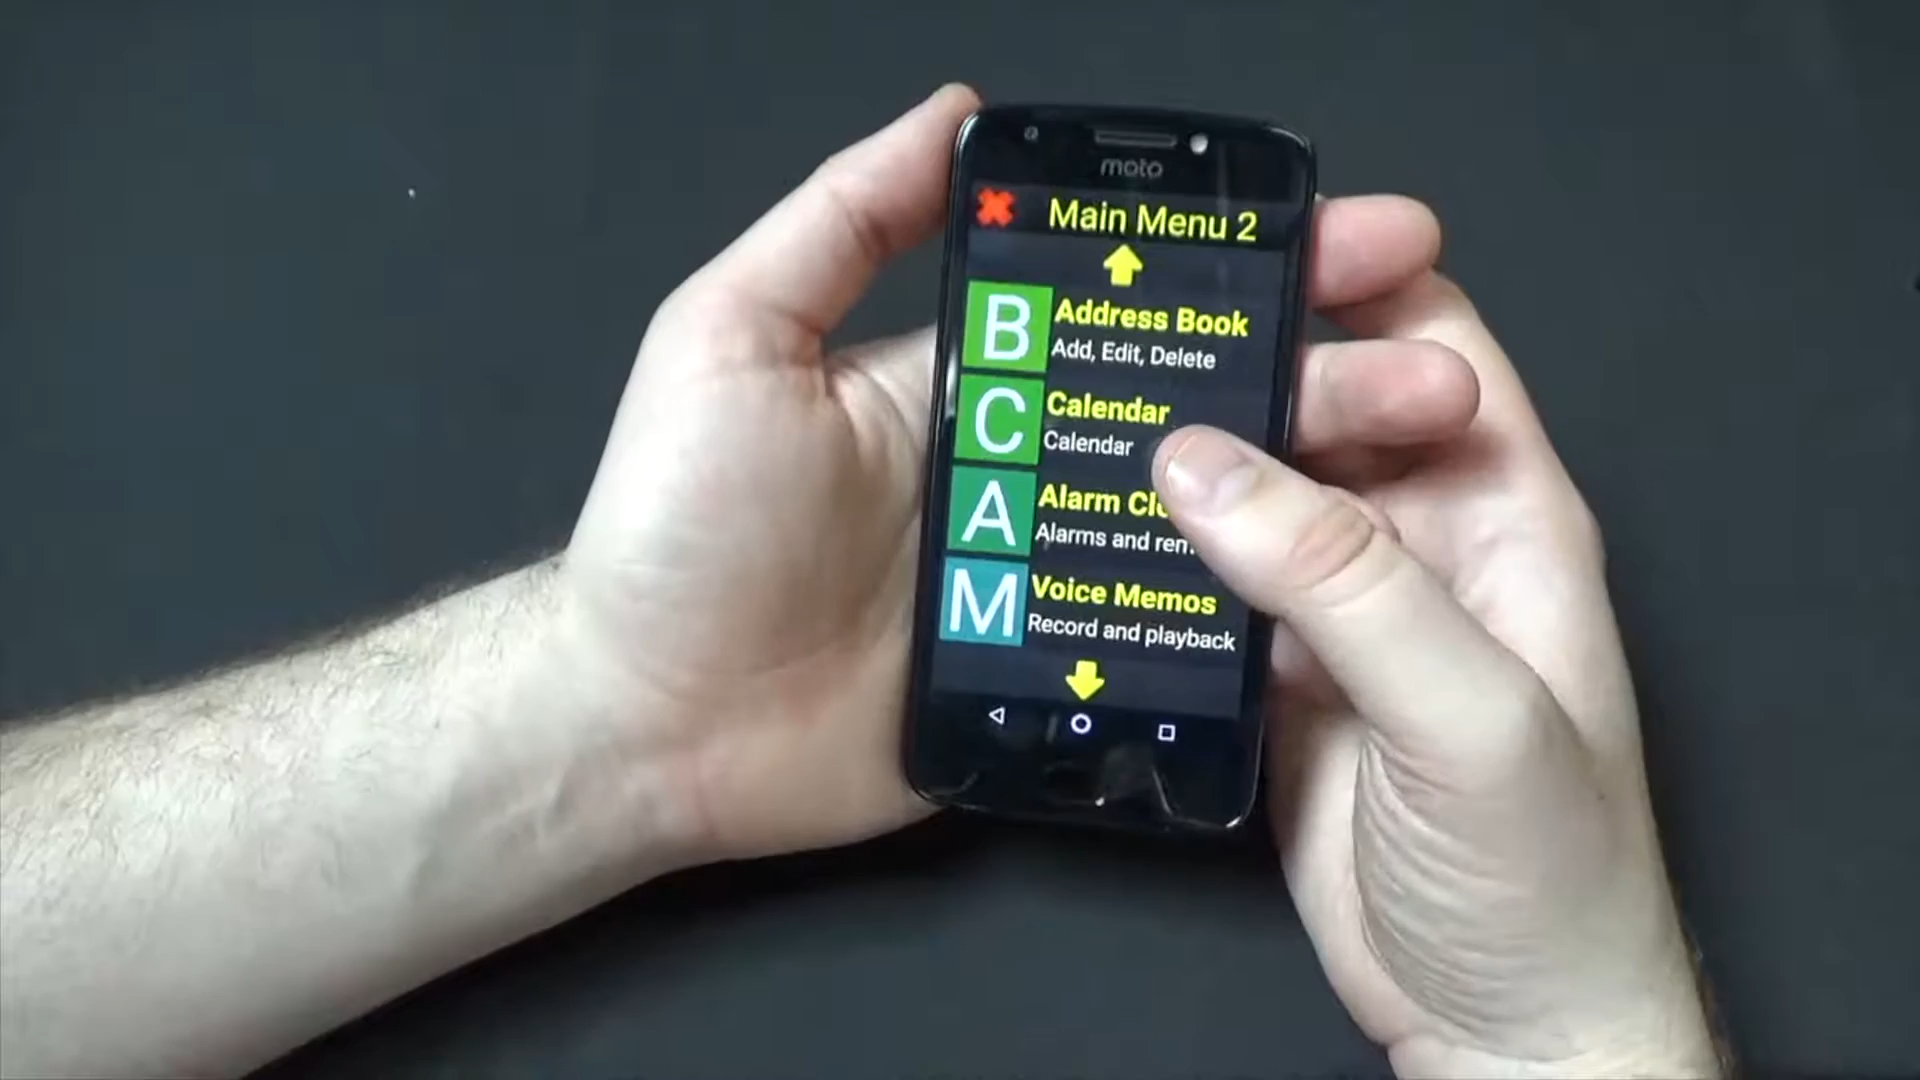 moto
Main Menu 2
B
Address Book
Add, Edit, Delete
C
Calendar
Calendar
A
Alarm
Alarms and
M
Voice Memos
Record and playback